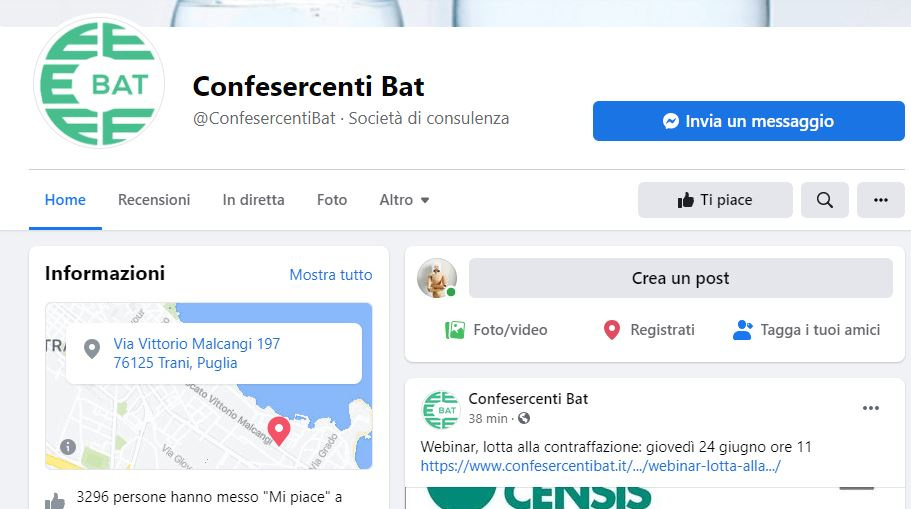 BAT
Confesercenti Bat
@ConfesercentiBat · Società di consulenza
Invia un messaggio
Home
Recensioni
In diretta
Foto
Altro
Ti piace
Informazioni
Mostra tutto
Via Vittorio Malcangi 197
76125 Trani, Puglia
cato Vittorio Malcangi
Via Giov
Via Grado
3296 persone hanno messo "Mi piace" a
Crea un post
Foto/video
Registrati
Tagga i tuoi amici
BAT
Confesercenti Bat
38 min ·
Webinar, lotta alla contraffazione: giovedì 24 giugno ore 11
https://www.confesercentibat.it/.../webinar-lotta-alla.../
CENSIS